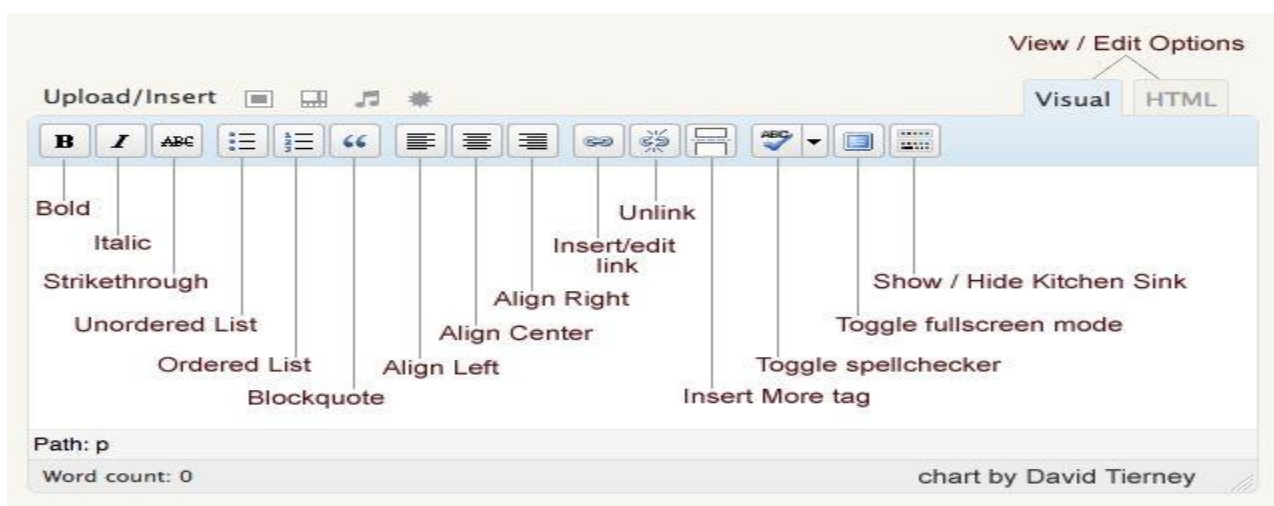 View / Edit Options
Upload/Insert
Visual HTML
B I ABC ABC
Bold
Unlink
Italic
Insert/edit
link
Strikethrough
Show / Hide Kitchen Sink
Align Right
Unordered List
Toggle fullscreen mode
Align Center
Ordered List
Align Left
Toggle spellchecker
Blockquote
Insert More tag
Path: p
Word count: 0
chart by David Tierney